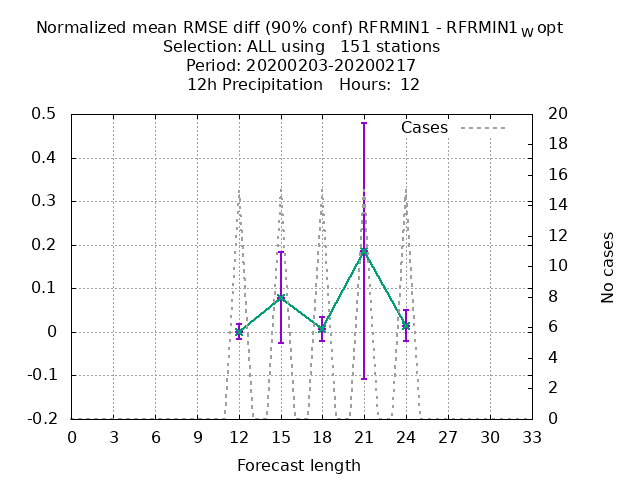 Normalized mean RMSE diff (90% conf) RFRMIN1 - RFRMIN1wopt
Selection: ALL using 151 stations
Period: 20200203-20200217
12h Precipitation Hours: 12
Cases
0.5
0.4
0.3
0.2
0.1
0
-0.1
-0.2
20
18
16
14
12
10
8
6
4
2
0
No cases
0 3 6 9 12 15 18 21 24 27 30 33
Forecast length